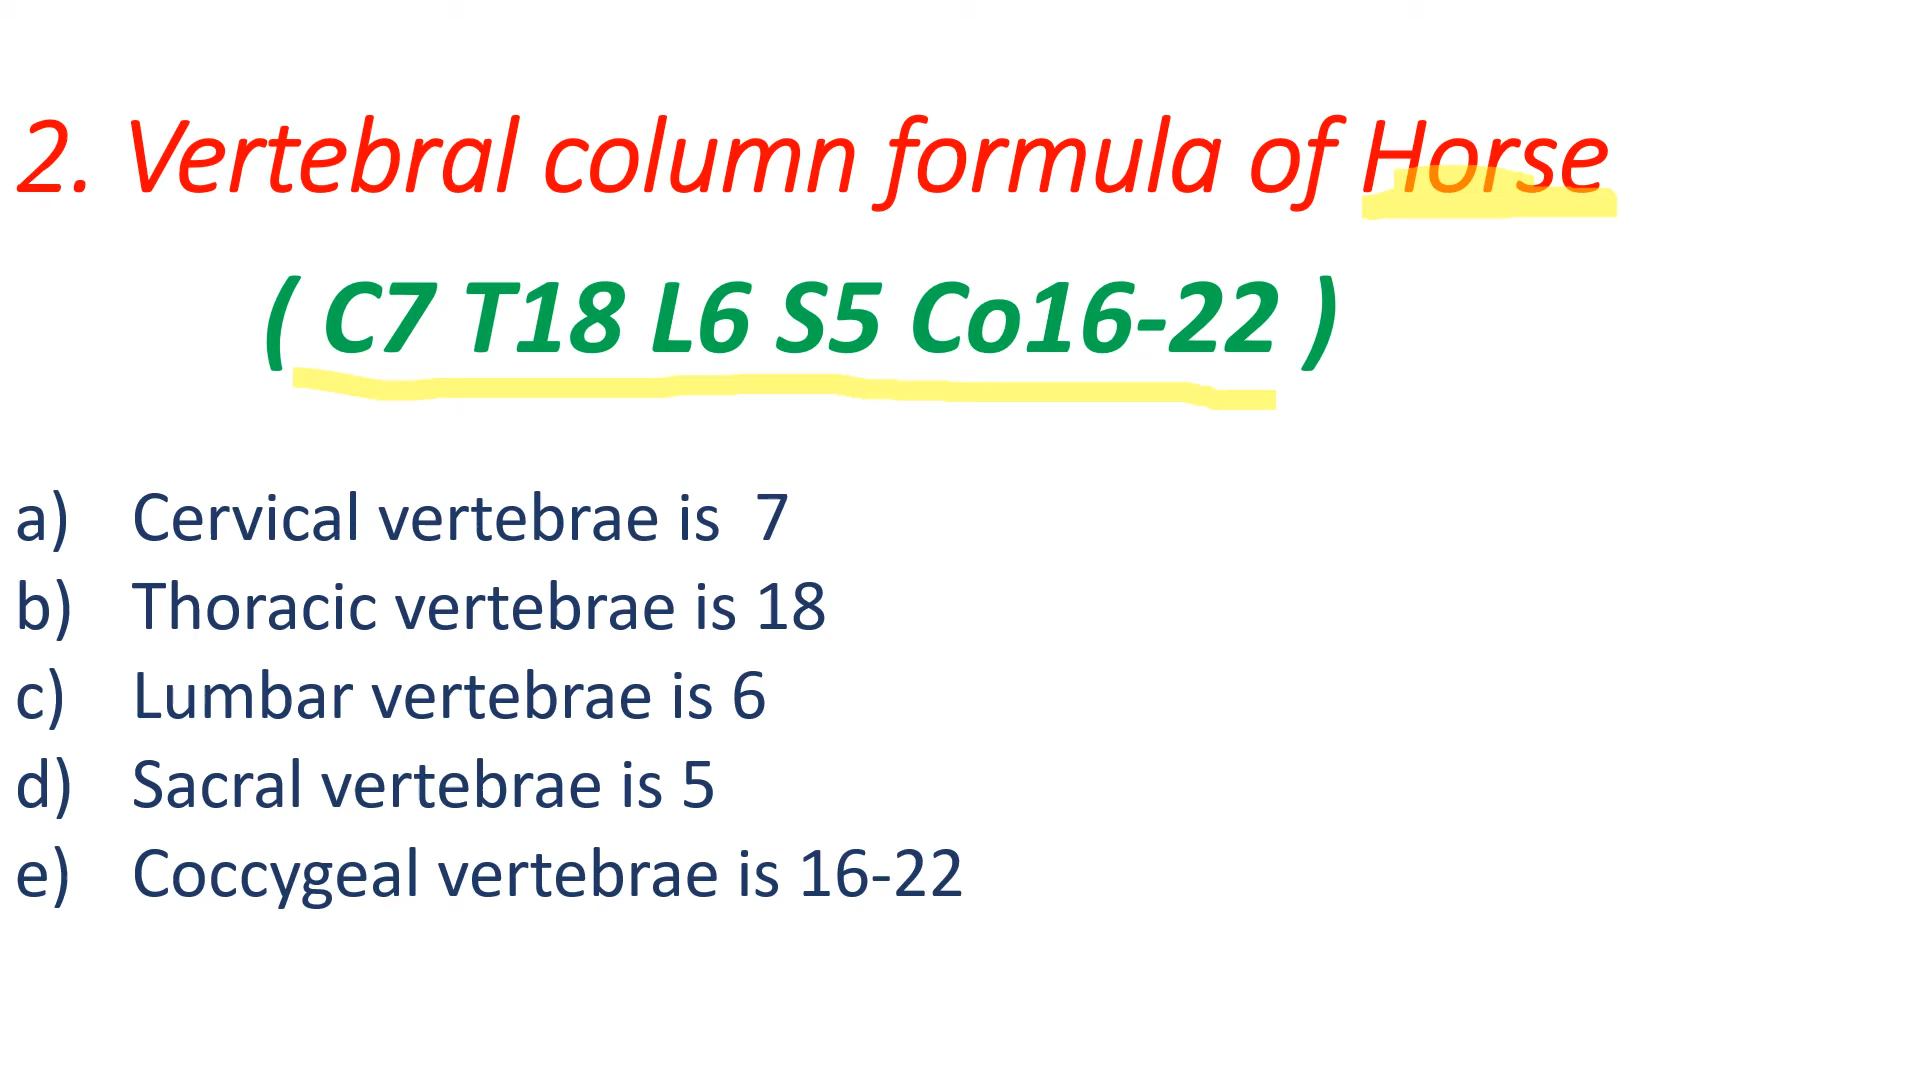 2. Vertebral column formula of Horse
( C7 T18 L6 S5 Co16-22 )
a) Cervical vertebrae is 7
b) Thoracic vertebrae is 18
c) Lumbar vertebrae is 6
d) Sacral vertebrae is 5
e) Coccygeal vertebrae is 16-22